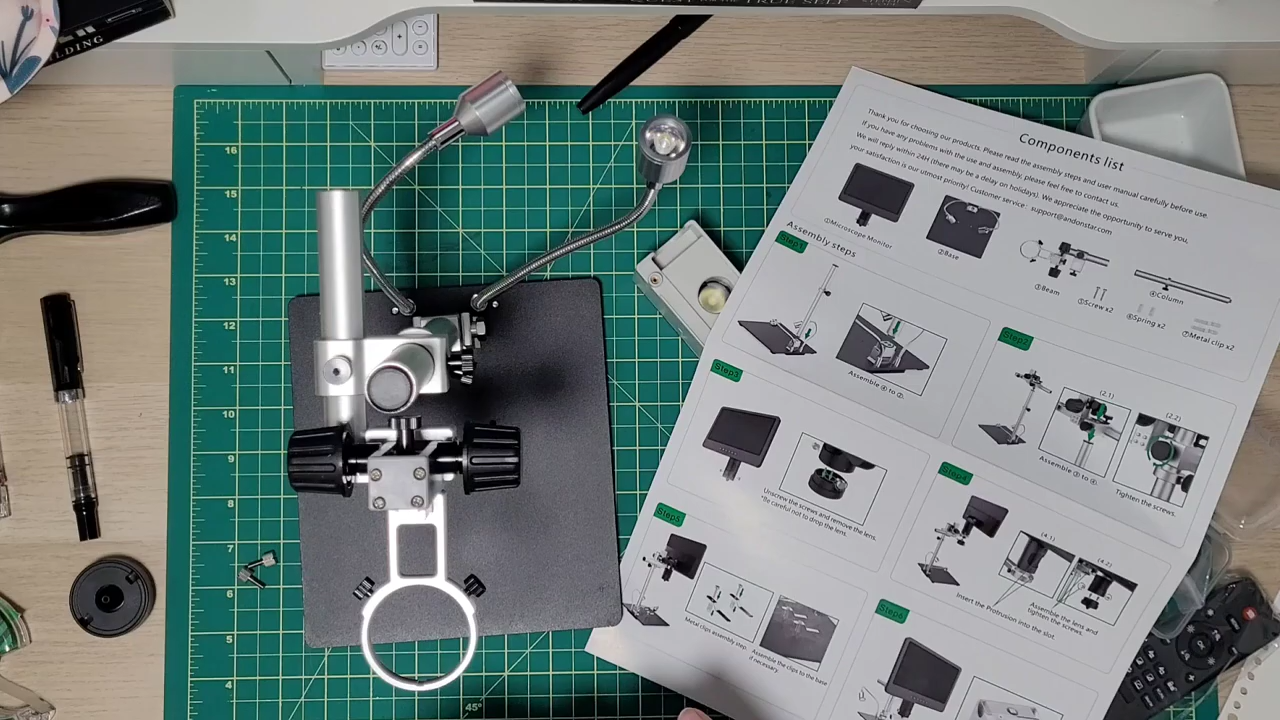 ILDING
Components list
Thank you for choosing our products. Please read the assembly steps and user manual carefully before use.
If you have any problems with the use and assembly, please feel free to contact us.
We will reply within 24H (there may be a delay on holidays). We appreciate the opportunity to serve you,
your satisfaction is our utmost priority! Customer service: support@andonstar.com
①Microscope Monitor
②Base
③Beam
④Column
⑤Screw x2
⑥Spring x2
⑦Metal clip x2
Assembly steps
Step1
Assemble ④ to ②.
Step2
(2.1)
(2.2)
Assemble ③ to ④.
Tighten the screws.
Step3
Unscrew the screws and remove the lens.
*Be careful not to drop the lens.
Step4
(4.1)
(4.2)
Insert the Protrusion into the slot.
Assemble the lens and
tighten the screws.
Step5
Metal clips assembly step.
Assemble the clips to the base
if necessary.
Step6
16
15
14
13
12
11
10
9
8
7
6
5
4
45°